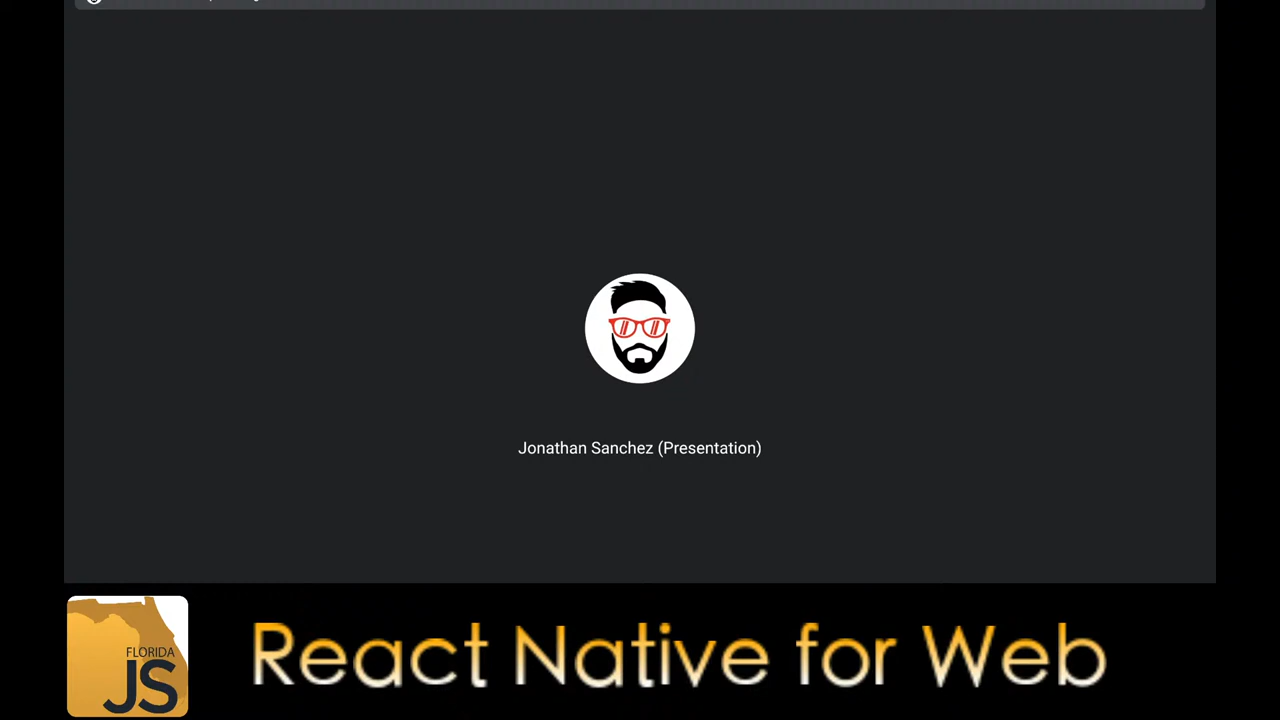 Jonathan Sanchez (Presentation)
FLORIDA
JS
React Native for Web